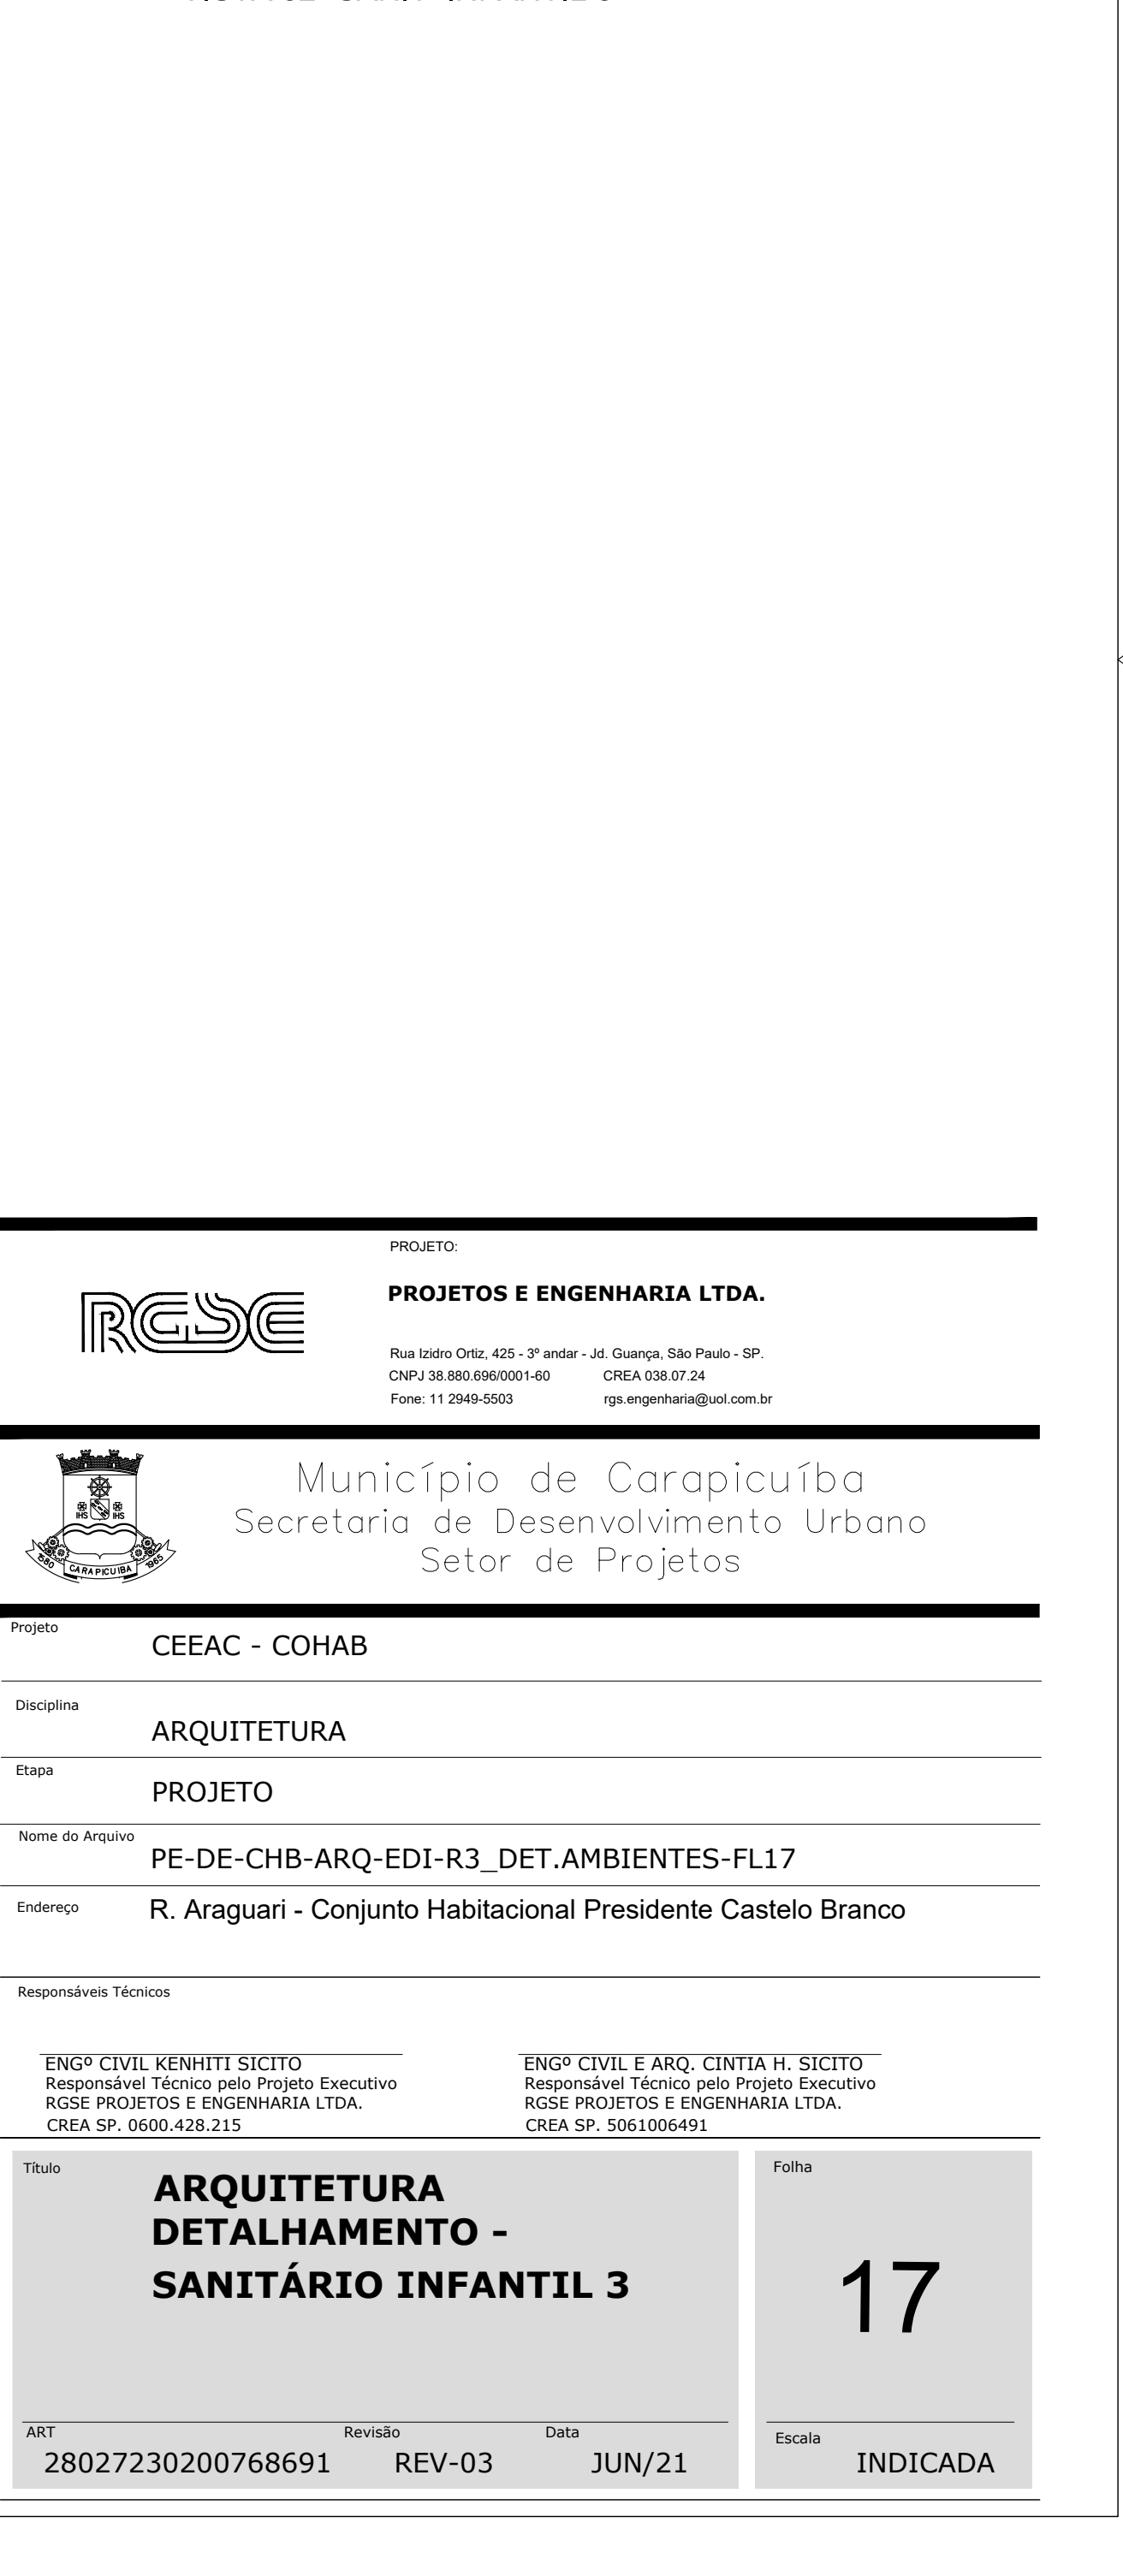 PROJETO:
RGSE
PROJETOS E ENGENHARIA LTDA.
Rua Izidro Ortiz, 425 - 3º andar - Jd. Guança, São Paulo - SP.
CNPJ 38.880.696/0001-60 CREA 038.07.24
Fone: 11 2949-5503 rgs.engenharia@uol.com.br
Município de Carapicuíba
Secretaria de Desenvolvimento Urbano
Setor de Projetos
IHS IHS
1580 CARAPICUIBA 1965
Projeto
CEEAC - COHAB
Disciplina
ARQUITETURA
Etapa
PROJETO
Nome do Arquivo
PE-DE-CHB-ARQ-EDI-R3_DET.AMBIENTES-FL17
Endereço
R. Araguari - Conjunto Habitacional Presidente Castelo Branco
Responsáveis Técnicos
ENGº CIVIL KENHITI SICITO
Responsável Técnico pelo Projeto Executivo
RGSE PROJETOS E ENGENHARIA LTDA.
CREA SP. 0600.428.215
ENGº CIVIL E ARQ. CINTIA H. SICITO
Responsável Técnico pelo Projeto Executivo
RGSE PROJETOS E ENGENHARIA LTDA.
CREA SP. 5061006491
Título
ARQUITETURA
DETALHAMENTO -
SANITÁRIO INFANTIL 3
Folha
17
ART
28027230200768691
Revisão
REV-03
Data
JUN/21
Escala
INDICADA